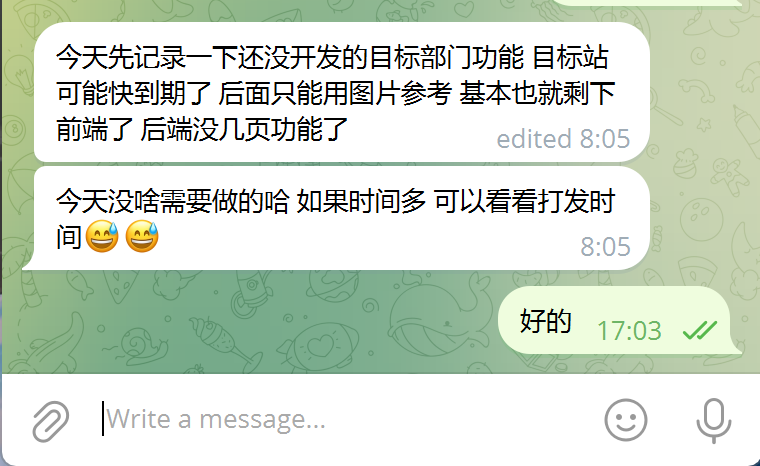 今天先记录一下还没开发的目标部门功能 目标站
可能快到期了 后面只能用图片参考 基本也就剩下
前端了 后端没几页功能了
edited 8:05
今天没啥需要做的哈 如果时间多 可以看看打发时
间😅😅
8:05
好的 17:03
Write a message...